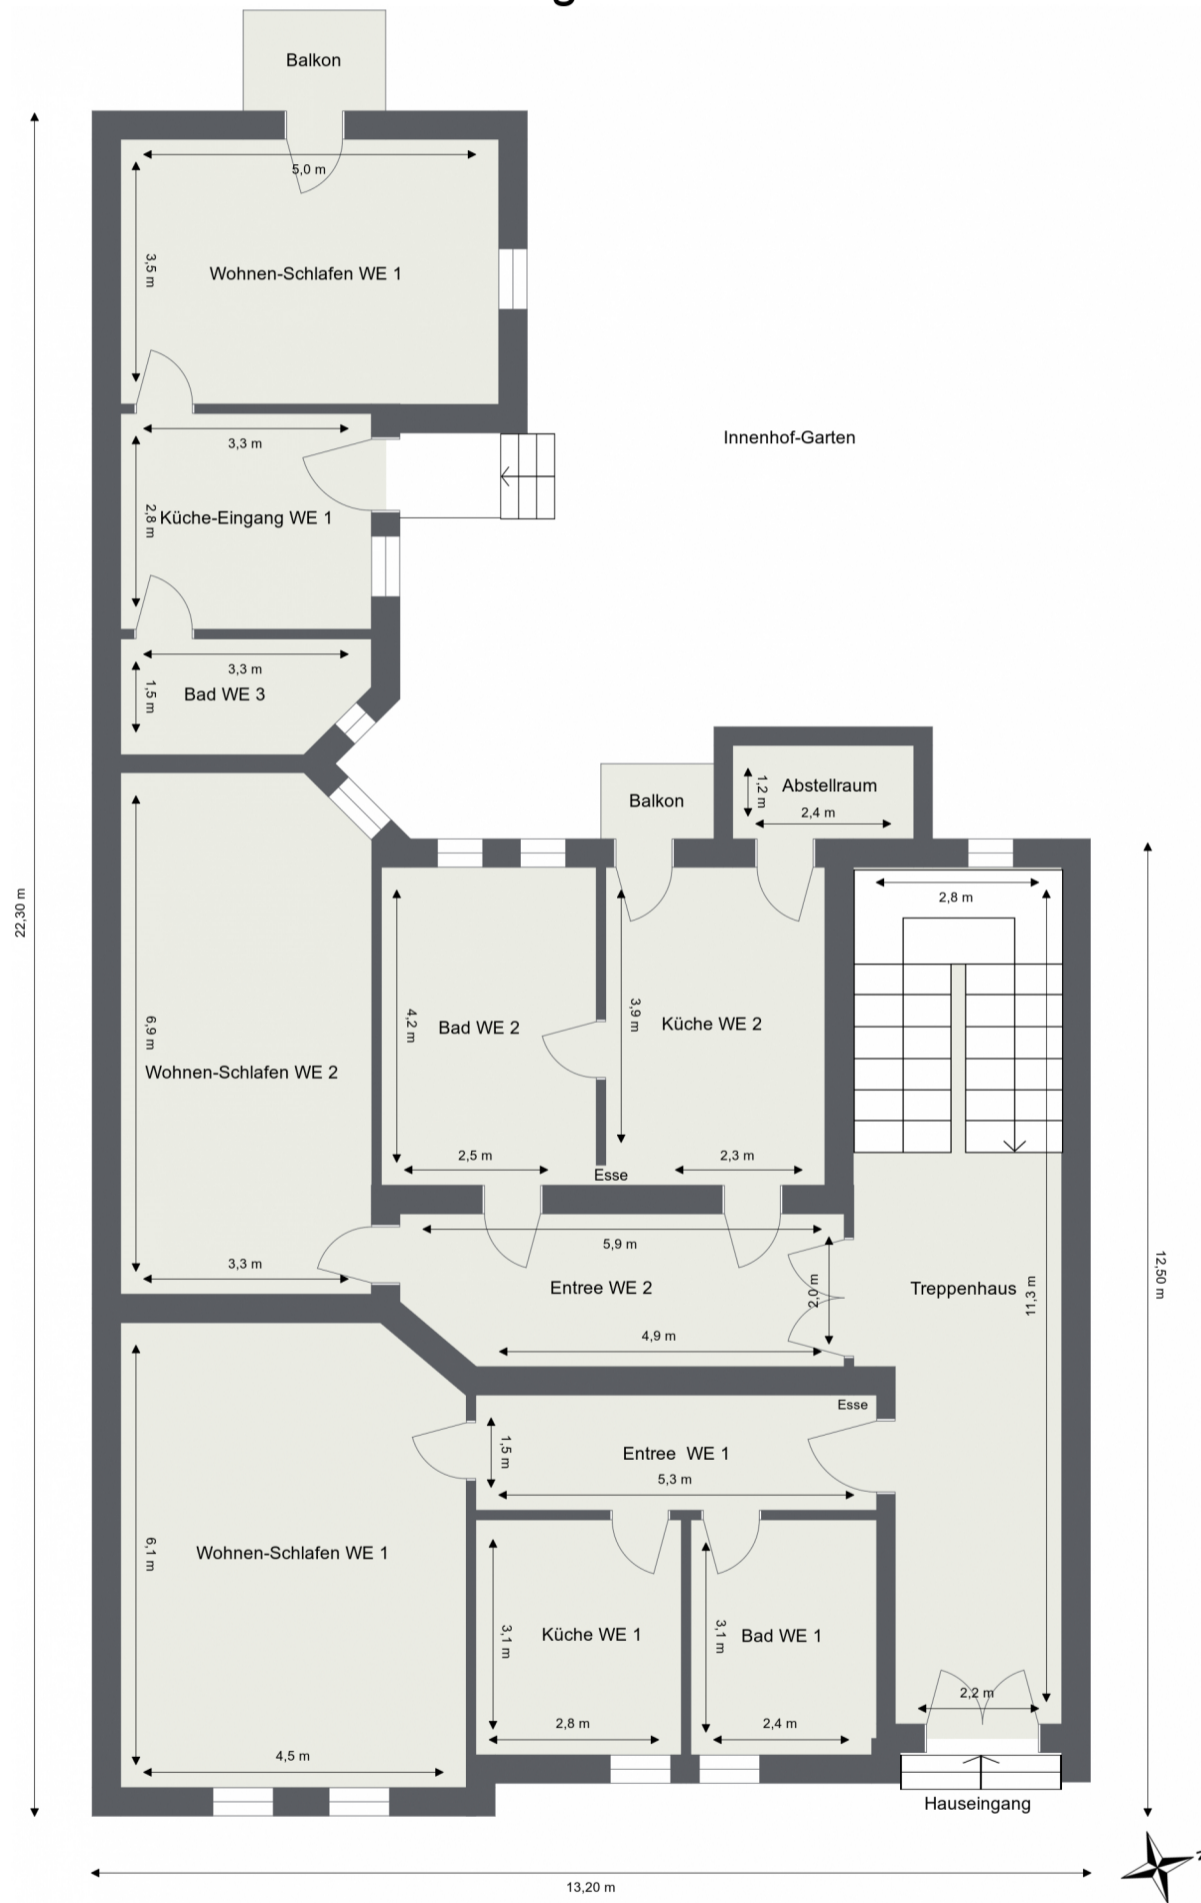 Balkon
5,0 m
3,5 m
Wohnen-Schlafen WE 1
Innenhof-Garten
3,3 m
2,8 m
Küche-Eingang WE 1
3,3 m
1,5 m
Bad WE 3
Balkon
1,2 m
Abstellraum
2,4 m
22,30 m
2,8 m
6,9 m
Wohnen-Schlafen WE 2
4,2 m
Bad WE 2
3,9 m
Küche WE 2
2,5 m
2,3 m
Esse
3,3 m
5,9 m
Entree WE 2
2,0 m
4,9 m
Treppenhaus
11,3 m
12,50 m
Esse
1,5 m
Entree WE 1
5,3 m
6,1 m
Wohnen-Schlafen WE 1
3,1 m
Küche WE 1
3,1 m
Bad WE 1
2,8 m
2,4 m
2,2 m
4,5 m
Hauseingang
13,20 m